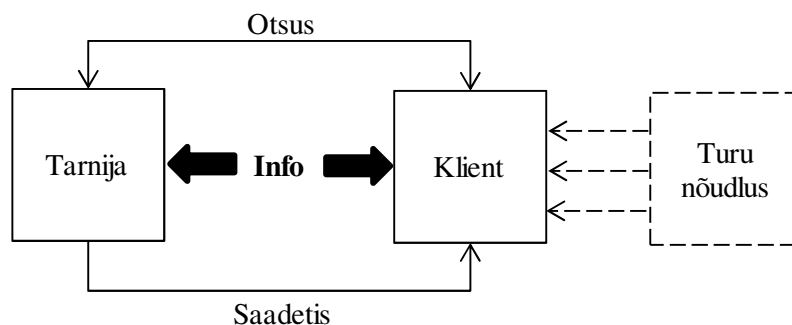 Otsus
Tarnija
Info
Klient
Turu
nõudlus
Saadetis